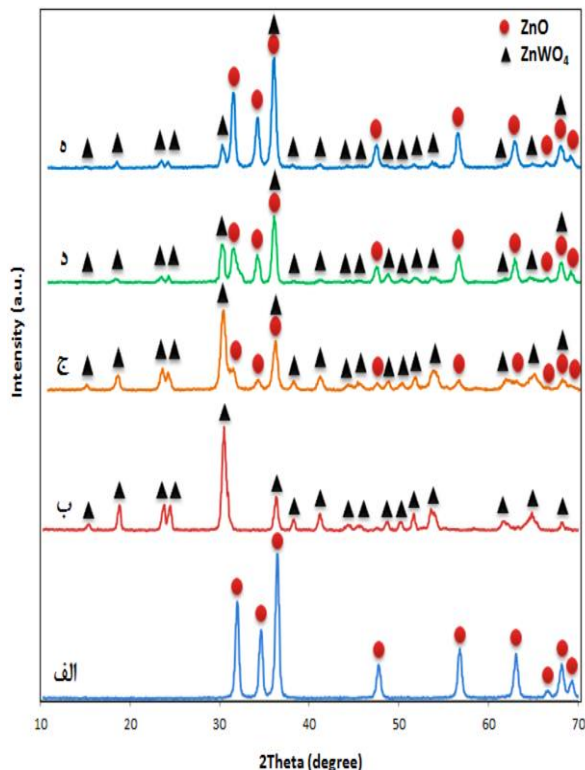 ZnO
ZnWO₄
ه
د
ج
ب
الف
Intensity (a.u.)
10 20 30 40 50 60 70
2Theta (degree)